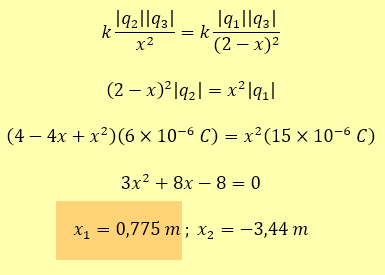 k |q₂||q₃| / x² = k |q₁||q₃| / (2 − x)²
(2 − x)²|q₂| = x²|q₁|
(4 − 4x + x²)(6 × 10⁻⁶ C) = x²(15 × 10⁻⁶ C)
3x² + 8x − 8 = 0
x₁ = 0,775 m ; x₂ = −3,44 m